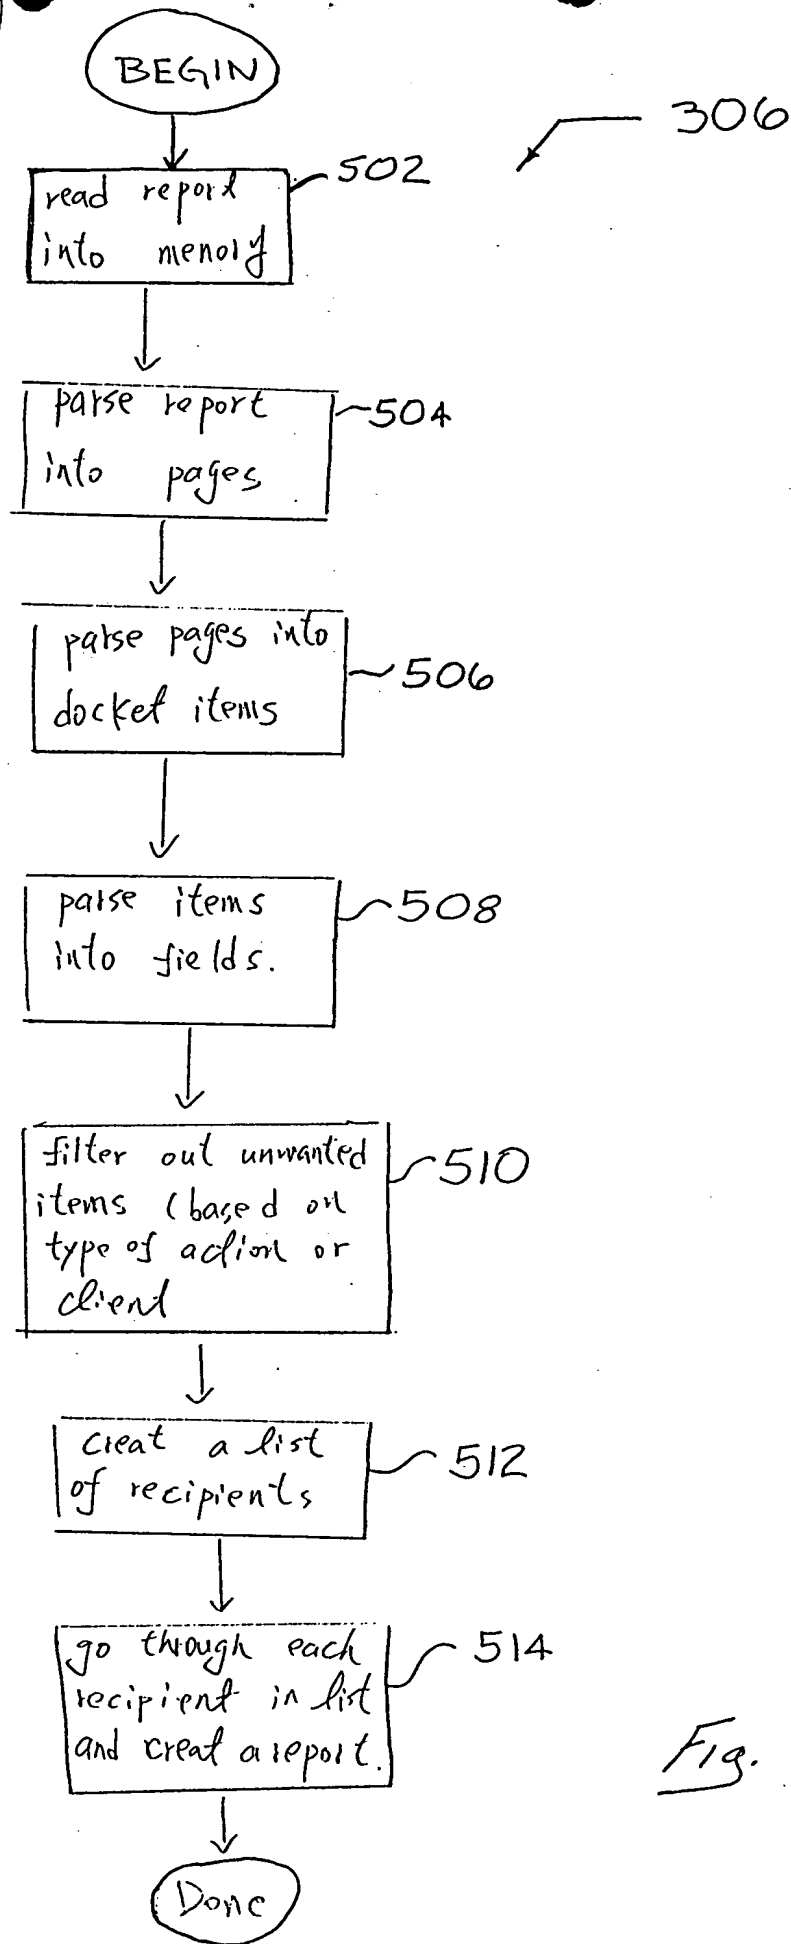 BEGIN
306
502
read report
into menory
parse report
504
into pages
parse pages into
506
docket items
parse items
508
into fields.
filter out unwanted
510
items (based on
type of action or
client
creat a list
512
of recipients
go through each
514
recipient in list
and creat a report.
Fig.
Done